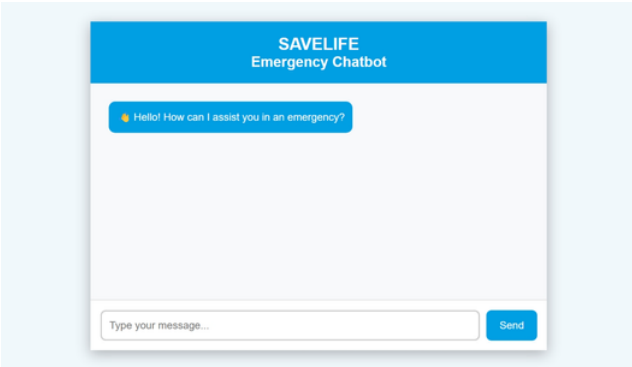 SAVELIFE
Emergency Chatbot
👋 Hello! How can I assist you in an emergency?
Type your message...
Send